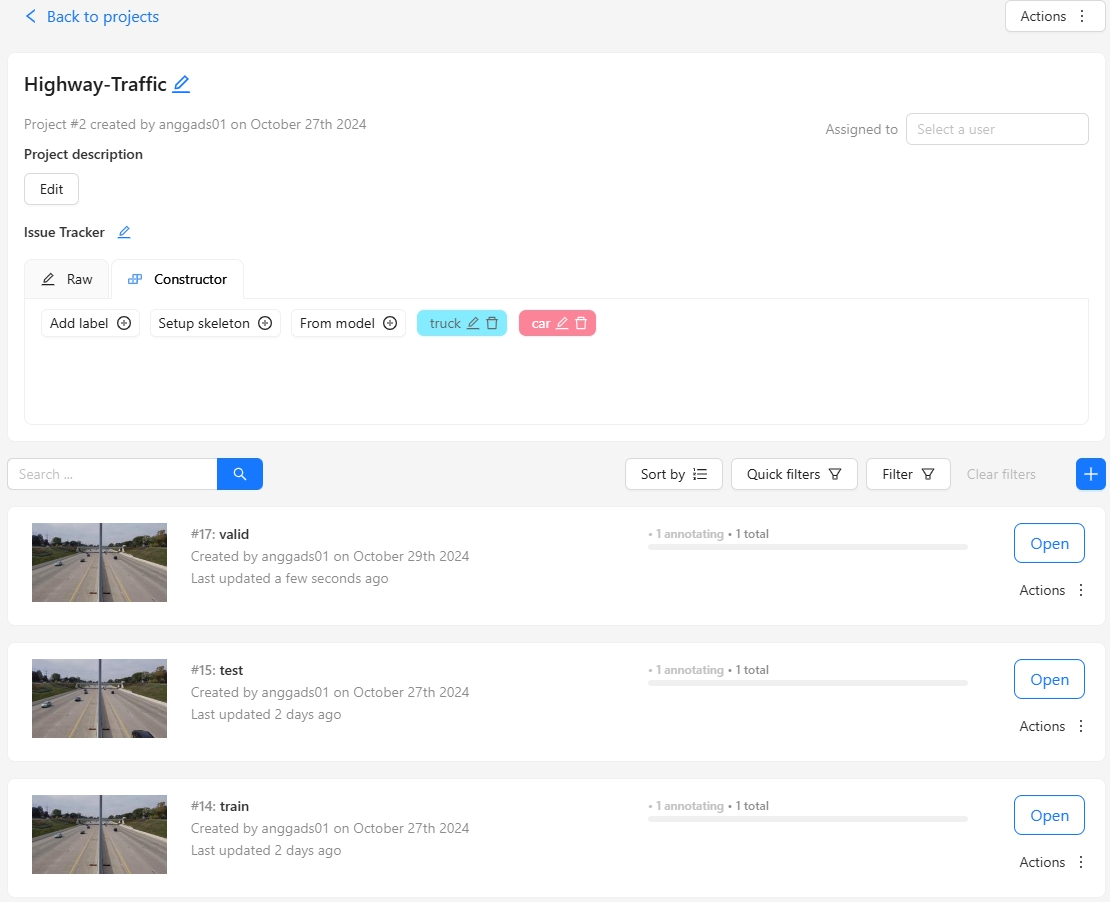 Back to projects
Actions
Highway-Traffic
Project #2 created by anggads01 on October 27th 2024
Assigned to
Select a user
Project description
Edit
Issue Tracker
Raw
Constructor
Add label
Setup skeleton
From model
truck
car
Search ...
Sort by
Quick filters
Filter
Clear filters
#17: valid
Created by anggads01 on October 29th 2024
Last updated a few seconds ago
• 1 annotating • 1 total
Open
Actions
#15: test
Created by anggads01 on October 27th 2024
Last updated 2 days ago
• 1 annotating • 1 total
Open
Actions
#14: train
Created by anggads01 on October 27th 2024
Last updated 2 days ago
• 1 annotating • 1 total
Open
Actions